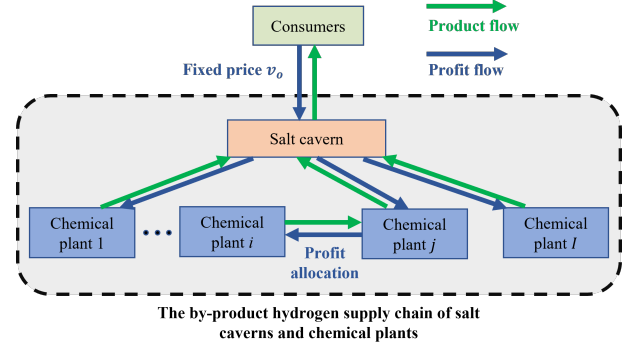 Consumers
Product flow
Fixed price v₀
Profit flow
Salt cavern
Chemical
plant 1
Chemical
plant i
Chemical
plant j
Chemical
plant I
Profit
allocation
The by-product hydrogen supply chain of salt
caverns and chemical plants